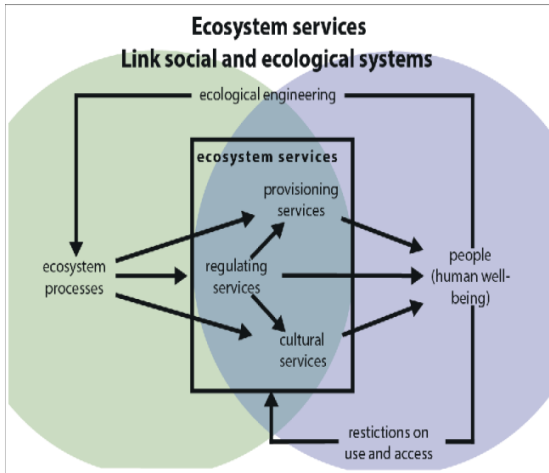 Ecosystem services
Link social and ecological systems
ecological engineering
ecosystem services
provisioning
services
ecosystem
processes
regulating
services
people
(human well-
being)
cultural
services
restictions on
use and access